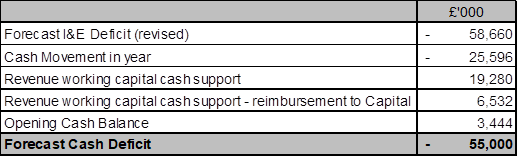 £'000
Forecast I&E Deficit (revised) - 58,660
Cash Movement in year - 25,596
Revenue working capital cash support 19,280
Revenue working capital cash support - reimbursement to Capital 6,532
Opening Cash Balance 3,444
Forecast Cash Deficit - 55,000